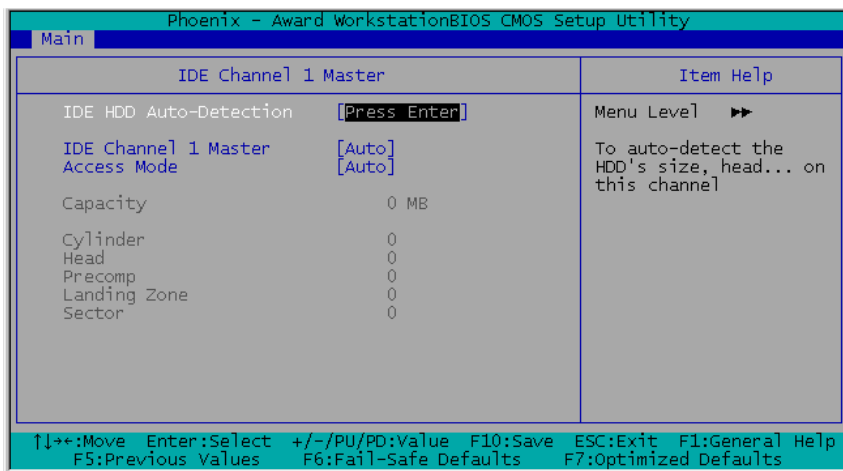 Phoenix - Award WorkstationBIOS CMOS Setup Utility
Main
IDE Channel 1 Master
Item Help
IDE HDD Auto-Detection [Press Enter]
IDE Channel 1 Master [Auto]
Access Mode [Auto]
Capacity 0 MB
Cylinder 0
Head 0
Precomp 0
Landing Zone 0
Sector 0
Menu Level ►►
To auto-detect the
HDD's size, head... on
this channel
↑↓→←:Move Enter:Select +/-/PU/PD:Value F10:Save ESC:Exit F1:General Help
F5:Previous Values F6:Fail-Safe Defaults F7:Optimized Defaults